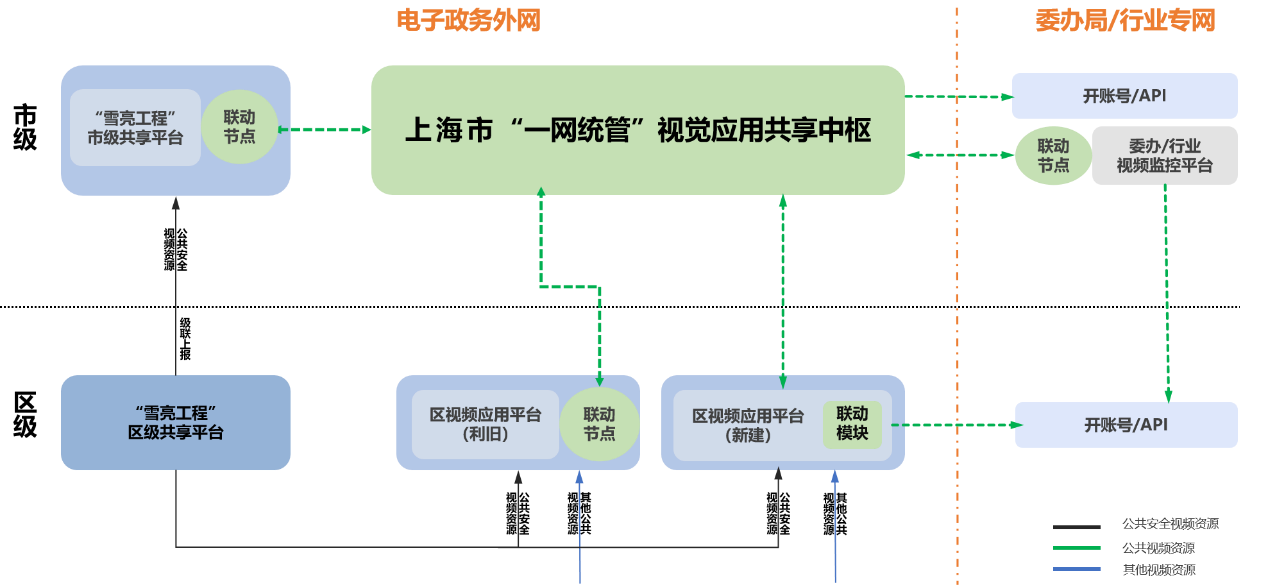 电子政务外网
委办局/行业专网
市级
“雪亮工程”
市级共享平台
联动
节点
上海市“一网统管”视觉应用共享中枢
开账号/API
联动
节点
委办/行业
视频监控平台
公共安全
视频资源
级联上报
区级
“雪亮工程”
区级共享平台
区视频应用平台
（利旧）
联动
节点
区视频应用平台
（新建）
联动
模块
开账号/API
公共安全
视频资源
其他公共
视频资源
公共安全
视频资源
其他公共
视频资源
公共安全视频资源
公共视频资源
其他视频资源